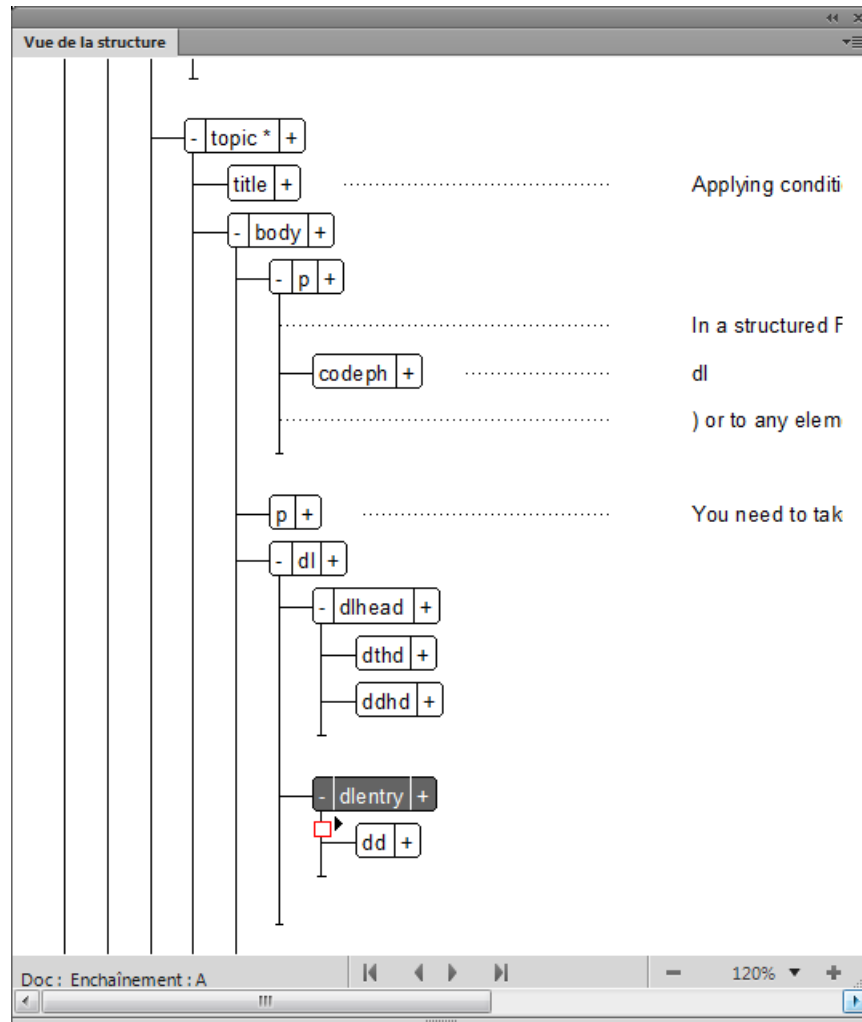 Vue de la structure
- topic * +
title + Applying conditi
- body +
- p +
In a structured F
codeph + dl
) or to any elem
p + You need to tak
- dl +
- dlhead +
dthd +
ddhd +
- dlentry +
dd +
Doc : Enchaînement : A 120%